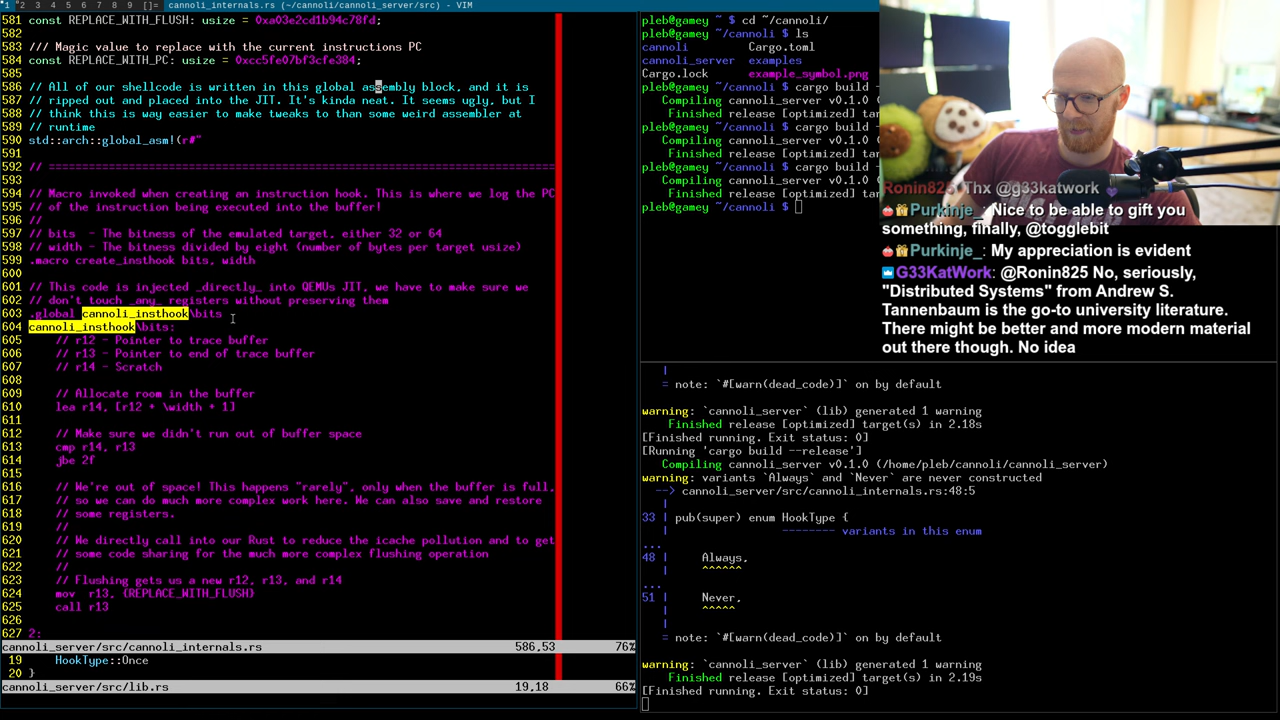 1 2 3 4 5 6 7 8 9 []= cannoli_internals.rs (~/cannoli/cannoli_server/src) - VIM
581 const REPLACE_WITH_FLUSH: usize = 0xa03e2cd1b94c78fd;
582
583 /// Magic value to replace with the current instructions PC
584 const REPLACE_WITH_PC: usize = 0xcc5fe07bf3cfe384;
585
586 // All of our shellcode is written in this global assembly block, and it is
587 // ripped out and placed into the JIT. It's kinda neat. It seems ugly, but I
588 // think this is way easier to make tweaks to than some weird assembler at
589 // runtime
590 std::arch::global_asm!(r#"
591
592 // ===========================================================================
593
594 // Macro invoked when creating an instruction hook. This is where we log the PC
595 // of the instruction being executed into the buffer!
596 //
597 // bits  - The bitness of the emulated target, either 32 or 64
598 // width - The bitness divided by eight (number of bytes per target usize)
599 .macro create_insthook bits, width
600
601 // This code is injected _directly_ into QEMUs JIT, we have to make sure we
602 // don't touch _any_ registers without preserving them
603 .global cannoli_insthook\bits
604 cannoli_insthook\bits:
605     // r12 - Pointer to trace buffer
606     // r13 - Pointer to end of trace buffer
607     // r14 - Scratch
608
609     // Allocate room in the buffer
610     lea r14, [r12 + \width + 1]
611
612     // Make sure we didn't run out of buffer space
613     cmp r14, r13
614     jbe 2f
615
616     // We're out of space! This happens "rarely", only when the buffer is full,
617     // so we can do much more complex work here. We can also save and restore
618     // some registers.
619     //
620     // We directly call into our Rust to reduce the icache pollution and to get
621     // some code sharing for the much more complex flushing operation
622     //
623     // Flushing gets us a new r12, r13, and r14
624     mov  r13, {REPLACE_WITH_FLUSH}
625     call r13
626
627 2:
cannoli_server/src/cannoli_internals.rs 586,53 76%
19     HookType::Once
20 }
cannoli_server/src/lib.rs 19,18 66%
pleb@gamey ~ $ cd ~/cannoli/
pleb@gamey ~/cannoli $ ls
cannoli         Cargo.toml
cannoli_server  examples
Cargo.lock      example_symbol.png
pleb@gamey ~/cannoli $ cargo build -
Compiling cannoli_server v0.1.0 (
Finished release [optimized] tar
pleb@gamey ~/cannoli $ cargo build -
Compiling cannoli_server v0.1.0 (
Finished release [optimized] tar
pleb@gamey ~/cannoli $ cargo build -
Compiling cannoli_server v0.1.0 (
Finished release [optimized] tar
pleb@gamey ~/cannoli $
Ronin825: Thx @g33katwork
Purkinje_: Nice to be able to gift you
something, finally, @togglebit
Purkinje_: My appreciation is evident
G33KatWork: @Ronin825 No, seriously,
"Distributed Systems" from Andrew S.
Tannenbaum is the go-to university literature.
There might be better and more modern material
out there though. No idea
|
= note: `#[warn(dead_code)]` on by default
warning: `cannoli_server` (lib) generated 1 warning
Finished release [optimized] target(s) in 2.18s
[Finished running. Exit status: 0]
[Running 'cargo build --release']
Compiling cannoli_server v0.1.0 (/home/pleb/cannoli/cannoli_server)
warning: variants `Always` and `Never` are never constructed
--> cannoli_server/src/cannoli_internals.rs:48:5
|
33 | pub(super) enum HookType {
|                 -------- variants in this enum
...
48 |     Always,
|     ^^^^^^
...
51 |     Never,
|     ^^^^^
|
= note: `#[warn(dead_code)]` on by default
warning: `cannoli_server` (lib) generated 1 warning
Finished release [optimized] target(s) in 2.19s
[Finished running. Exit status: 0]